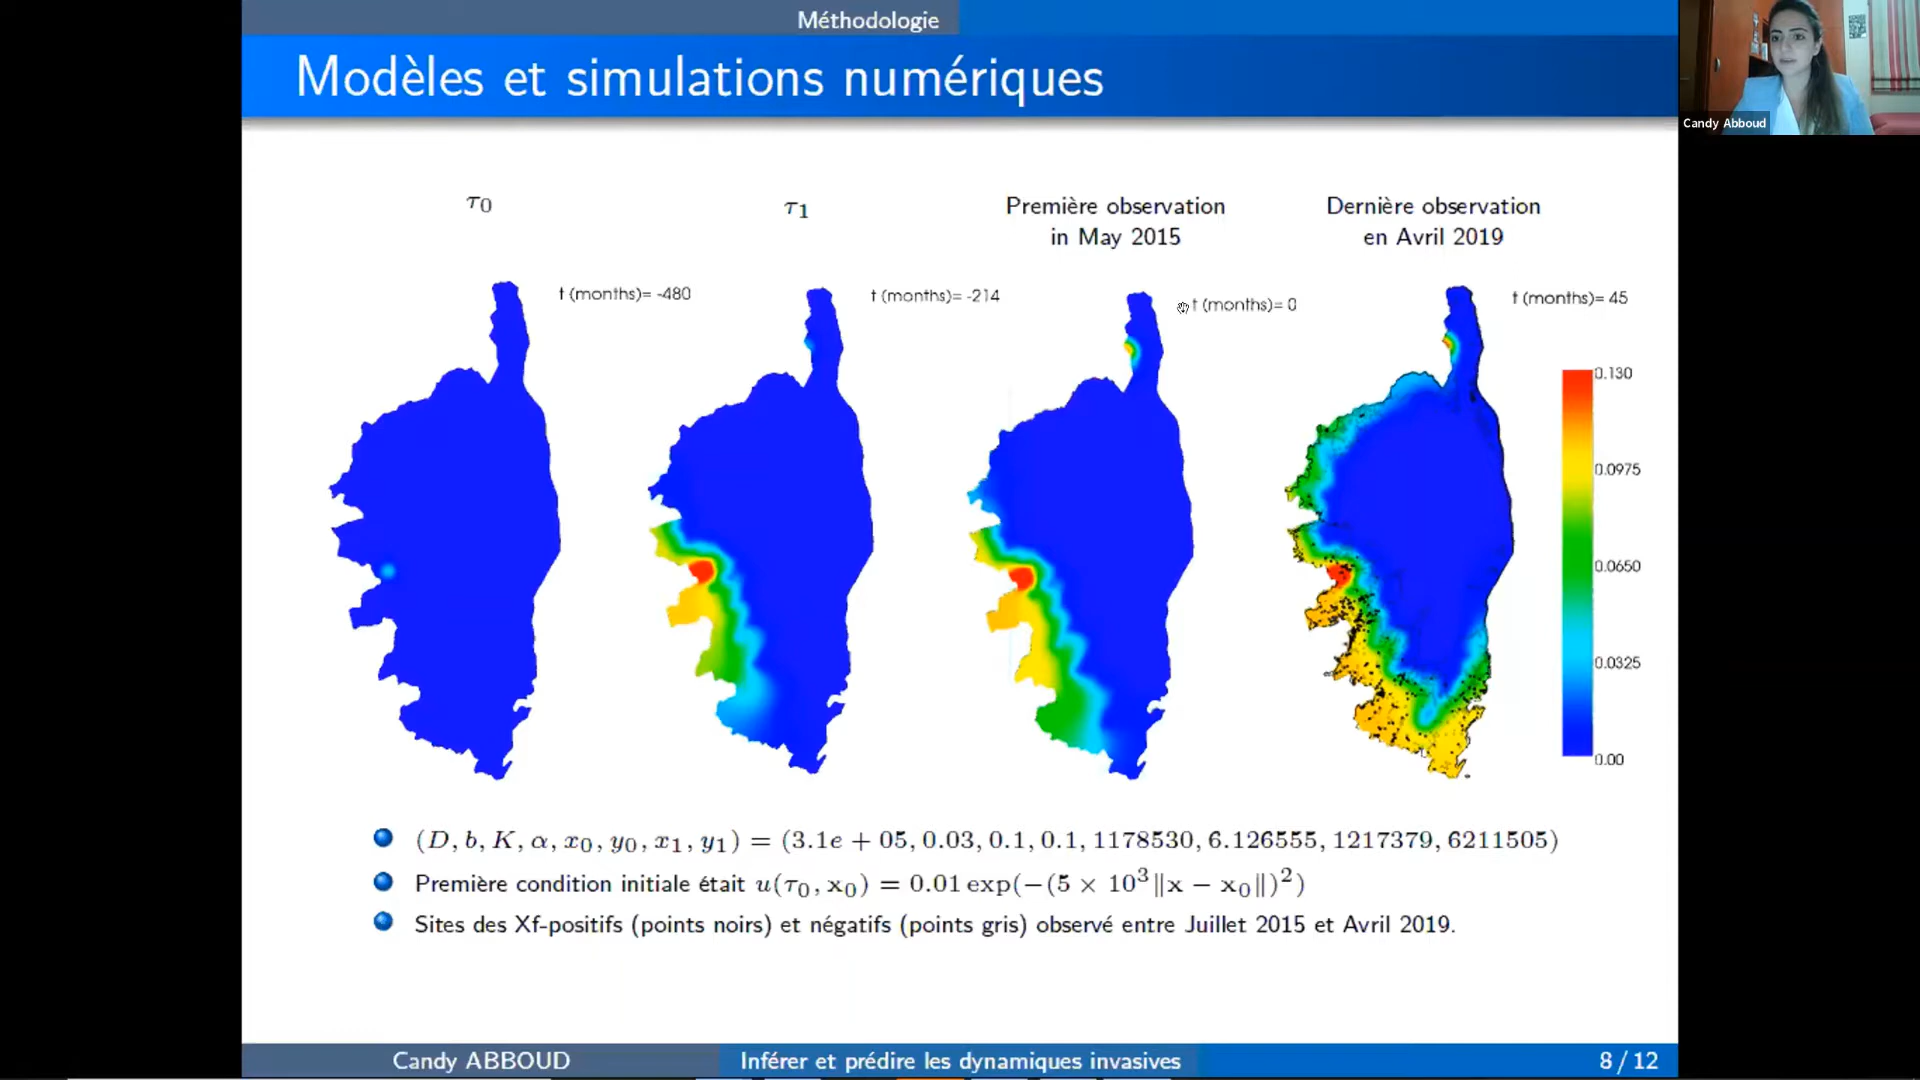 Méthodologie
Modèles et simulations numériques
Candy Abboud
τ0
τ1
Première observation
in May 2015
Dernière observation
en Avril 2019
t (months)= -480
t (months)= -214
t (months)= 0
t (months)= 45
0.130
0.0975
0.0650
0.0325
0.00
(D, b, K, α, x₀, y₀, x₁, y₁) = (3.1e + 05, 0.03, 0.1, 0.1, 1178530, 6.126555, 1217379, 6211505)
Première condition initiale était u(τ₀, x₀) = 0.01 exp(−(5 × 10³‖x − x₀‖)²)
Sites des Xf-positifs (points noirs) et négatifs (points gris) observé entre Juillet 2015 et Avril 2019.
Candy ABBOUD
Inférer et prédire les dynamiques invasives
8 / 12